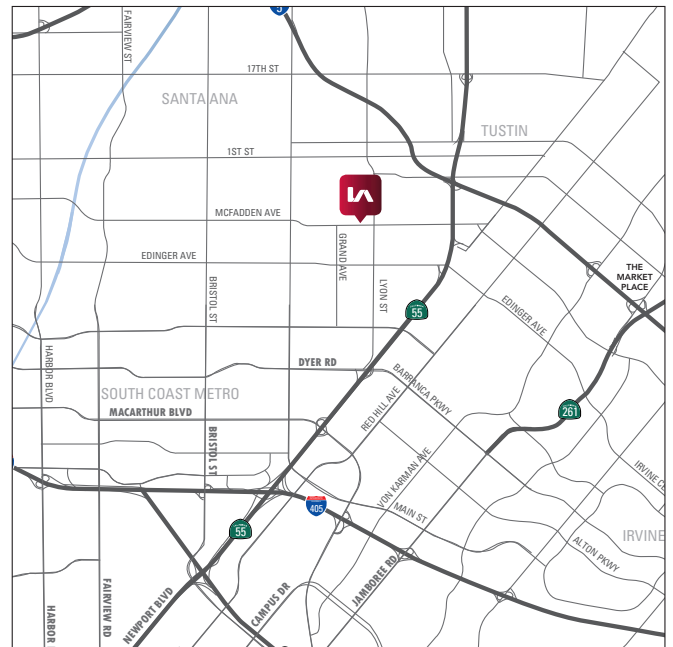 5
FAIRVIEW ST
17TH ST
SANTA ANA
TUSTIN
1ST ST
LA
MCFADDEN AVE
GRAND AVE
EDINGER AVE
THE
MARKET
PLACE
BRISTOL ST
LYON ST
55
EDINGER AVE
HARBOR BLVD
DYER RD
BARRANCA PKWY
SOUTH COAST METRO
RED HILL AVE
261
MACARTHUR BLVD
BRISTOL ST
VON KARMAN AVE
IRVINE C
405
MAIN ST
55
IRVINE
ALTON PKWY
JAMBOREE RD
FAIRVIEW RD
NEWPORT BLVD
CAMPUS DR
HARBOR